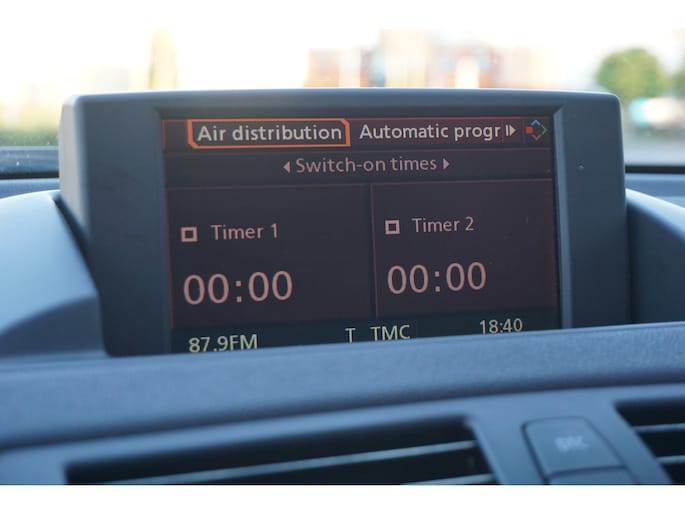 Air distribution Automatic progr
Switch-on times
Timer 1 Timer 2
00:00 00:00
87.9FM T TMC 18:40